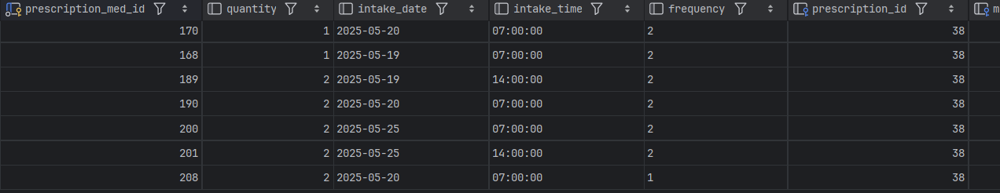 prescription_med_id quantity intake_date intake_time frequency prescription_id m
170 1 2025-05-20 07:00:00 2 38
168 1 2025-05-19 07:00:00 2 38
189 2 2025-05-19 14:00:00 2 38
190 2 2025-05-20 07:00:00 2 38
200 2 2025-05-25 07:00:00 2 38
201 2 2025-05-25 14:00:00 2 38
208 2 2025-05-20 07:00:00 1 38